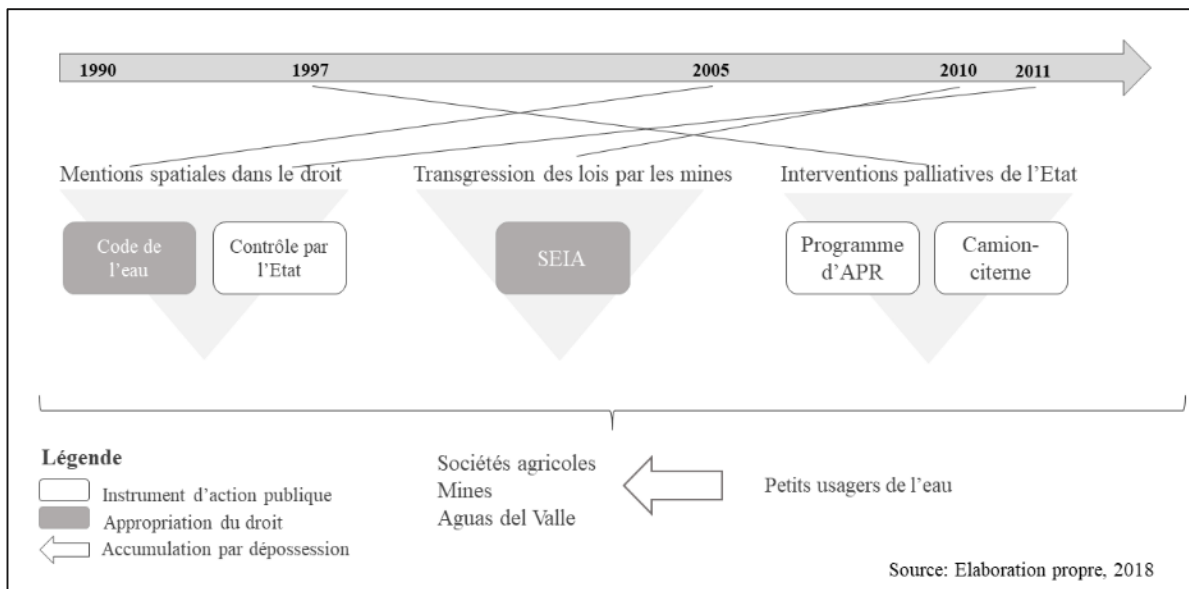 1990 1997 2005 2010 2011
Mentions spatiales dans le droit
Transgression des lois par les mines
Interventions palliatives de l'Etat
Code de
l'eau
Contrôle par
l'Etat
SEIA
Programme
d'APR
Camion-
citerne
Légende
Instrument d'action publique
Appropriation du droit
Accumulation par dépossession
Sociétés agricoles
Mines
Aguas del Valle
Petits usagers de l'eau
Source: Elaboration propre, 2018